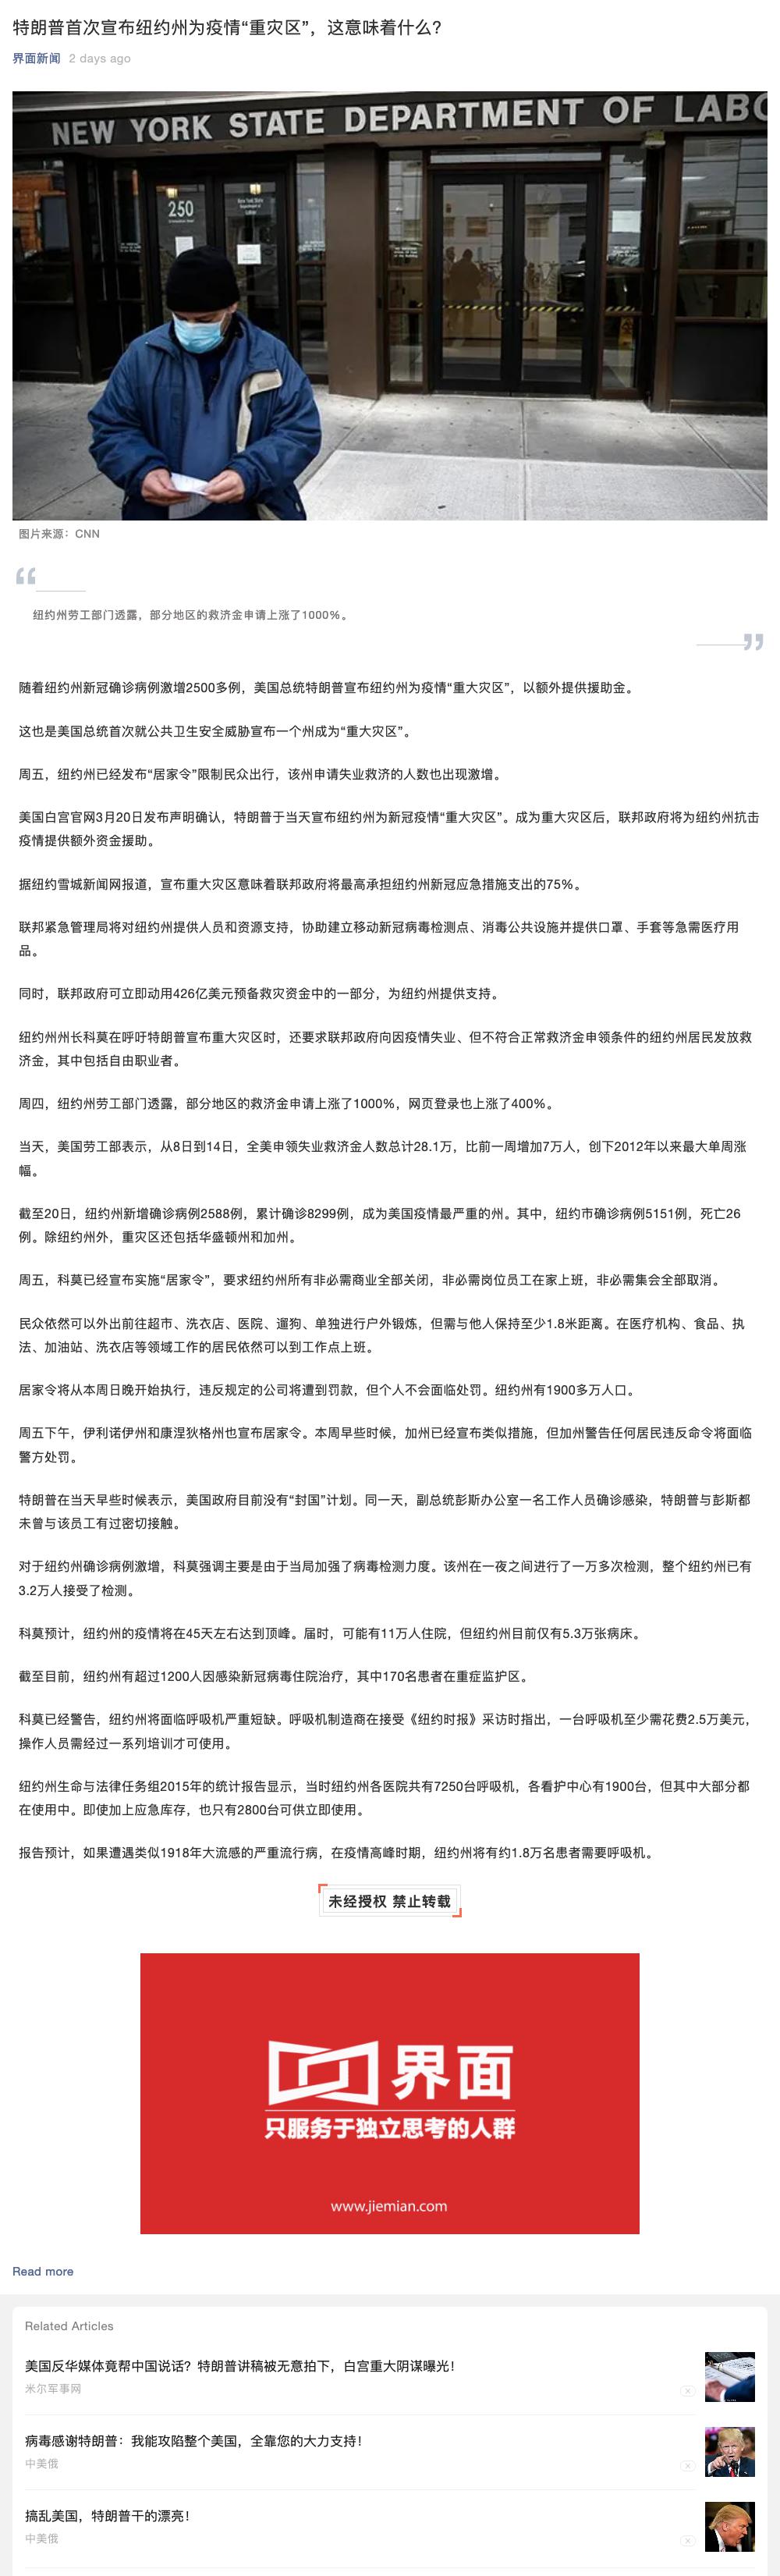 特朗普首次宣布纽约州为疫情“重灾区”，这意味着什么？
界面新闻 2 days ago
NEW YORK STATE DEPARTMENT OF LABO
250
图片来源：CNN
“
纽约州劳工部门透露，部分地区的救济金申请上涨了1000%。
”
随着纽约州新冠确诊病例激增2500多例，美国总统特朗普宣布纽约州为疫情“重大灾区”，以额外提供援助金。
这也是美国总统首次就公共卫生安全威胁宣布一个州成为“重大灾区”。
周五，纽约州已经发布“居家令”限制民众出行，该州申请失业救济的人数也出现激增。
美国白宫官网3月20日发布声明确认，特朗普于当天宣布纽约州为新冠疫情“重大灾区”。成为重大灾区后，联邦政府将为纽约州抗击
疫情提供额外资金援助。
据纽约雪城新闻网报道，宣布重大灾区意味着联邦政府将最高承担纽约州新冠应急措施支出的75%。
联邦紧急管理局将对纽约州提供人员和资源支持，协助建立移动新冠病毒检测点、消毒公共设施并提供口罩、手套等急需医疗用
品。
同时，联邦政府可立即动用426亿美元预备救灾资金中的一部分，为纽约州提供支持。
纽约州州长科莫在呼吁特朗普宣布重大灾区时，还要求联邦政府向因疫情失业、但不符合正常救济金申领条件的纽约州居民发放救
济金，其中包括自由职业者。
周四，纽约州劳工部门透露，部分地区的救济金申请上涨了1000%，网页登录也上涨了400%。
当天，美国劳工部表示，从8日到14日，全美申领失业救济金人数总计28.1万，比前一周增加7万人，创下2012年以来最大单周涨
幅。
截至20日，纽约州新增确诊病例2588例，累计确诊8299例，成为美国疫情最严重的州。其中，纽约市确诊病例5151例，死亡26
例。除纽约州外，重灾区还包括华盛顿州和加州。
周五，科莫已经宣布实施“居家令”，要求纽约州所有非必需商业全部关闭，非必需岗位员工在家上班，非必需集会全部取消。
民众依然可以外出前往超市、洗衣店、医院、遛狗、单独进行户外锻炼，但需与他人保持至少1.8米距离。在医疗机构、食品、执
法、加油站、洗衣店等领域工作的居民依然可以到工作点上班。
居家令将从本周日晚开始执行，违反规定的公司将遭到罚款，但个人不会面临处罚。纽约州有1900多万人口。
周五下午，伊利诺伊州和康涅狄格州也宣布居家令。本周早些时候，加州已经宣布类似措施，但加州警告任何居民违反命令将面临
警方处罚。
特朗普在当天早些时候表示，美国政府目前没有“封国”计划。同一天，副总统彭斯办公室一名工作人员确诊感染，特朗普与彭斯都
未曾与该员工有过密切接触。
对于纽约州确诊病例激增，科莫强调主要是由于当局加强了病毒检测力度。该州在一夜之间进行了一万多次检测，整个纽约州已有
3.2万人接受了检测。
科莫预计，纽约州的疫情将在45天左右达到顶峰。届时，可能有11万人住院，但纽约州目前仅有5.3万张病床。
截至目前，纽约州有超过1200人因感染新冠病毒住院治疗，其中170名患者在重症监护区。
科莫已经警告，纽约州将面临呼吸机严重短缺。呼吸机制造商在接受《纽约时报》采访时指出，一台呼吸机至少需花费2.5万美元，
操作人员需经过一系列培训才可使用。
纽约州生命与法律任务组2015年的统计报告显示，当时纽约州各医院共有7250台呼吸机，各看护中心有1900台，但其中大部分都
在使用中。即使加上应急库存，也只有2800台可供立即使用。
报告预计，如果遭遇类似1918年大流感的严重流行病，在疫情高峰时期，纽约州将有约1.8万名患者需要呼吸机。
未经授权 禁止转载
界面
只服务于独立思考的人群
www.jiemian.com
Read more
Related Articles
美国反华媒体竟帮中国说话？特朗普讲稿被无意拍下，白宫重大阴谋曝光！
米尔军事网
病毒感谢特朗普：我能攻陷整个美国，全靠您的大力支持！
中美俄
搞乱美国，特朗普干的漂亮！
中美俄